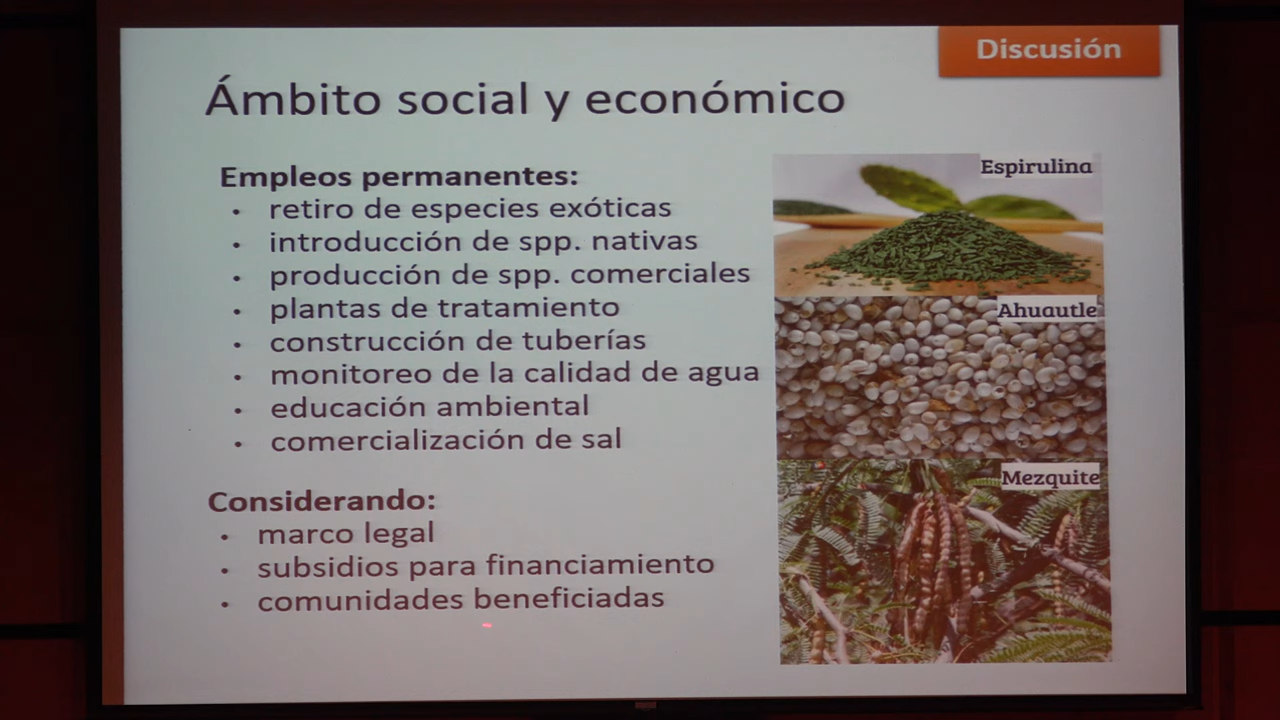 Discusión
Ámbito social y económico
Empleos permanentes:
• retiro de especies exóticas
• introducción de spp. nativas
• producción de spp. comerciales
• plantas de tratamiento
• construcción de tuberías
• monitoreo de la calidad de agua
• educación ambiental
• comercialización de sal
Considerando:
• marco legal
• subsidios para financiamiento
• comunidades beneficiadas
Espirulina
Ahuautle
Mezquite